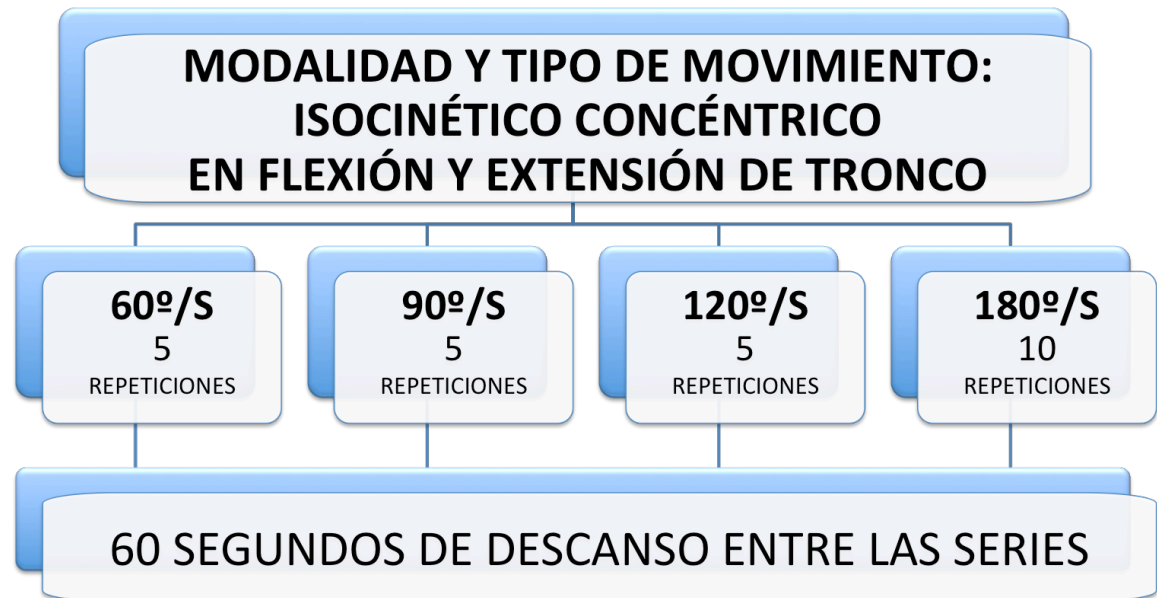 MODALIDAD Y TIPO DE MOVIMIENTO:
ISOCINÉTICO CONCÉNTRICO
EN FLEXIÓN Y EXTENSIÓN DE TRONCO
60º/S
5
REPETICIONES
90º/S
5
REPETICIONES
120º/S
5
REPETICIONES
180º/S
10
REPETICIONES
60 SEGUNDOS DE DESCANSO ENTRE LAS SERIES